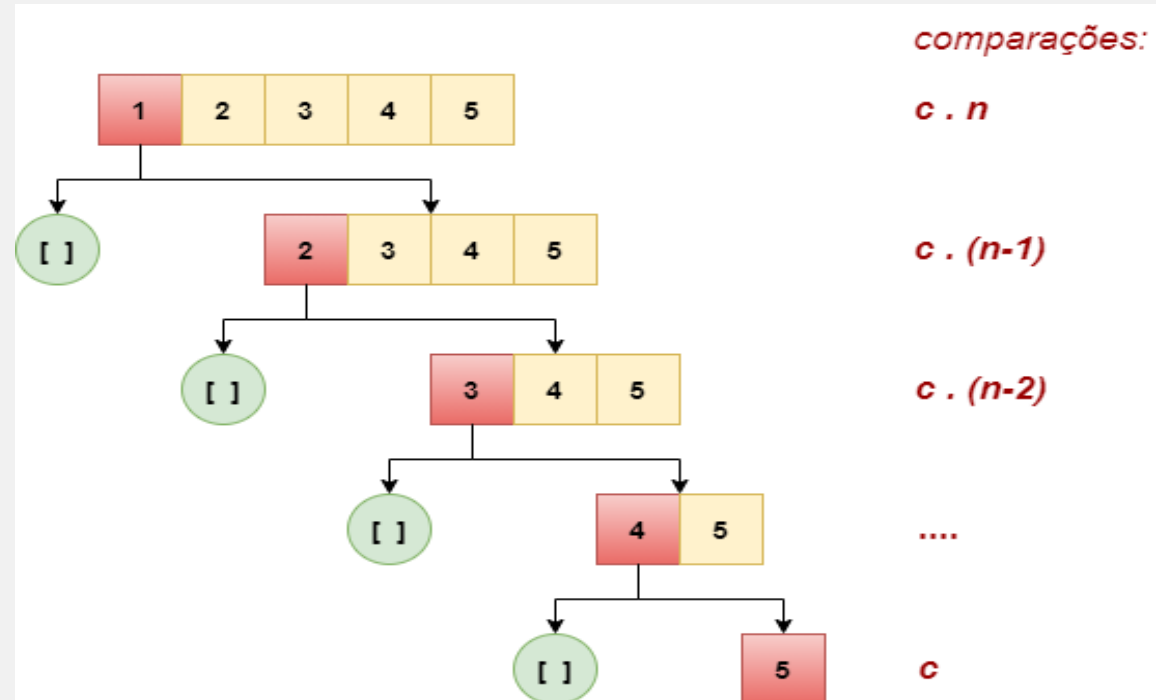 comparações:
1 2 3 4 5
c . n
[ ]
2 3 4 5
c . (n-1)
[ ]
3 4 5
c . (n-2)
[ ]
4 5
....
[ ]
5
c